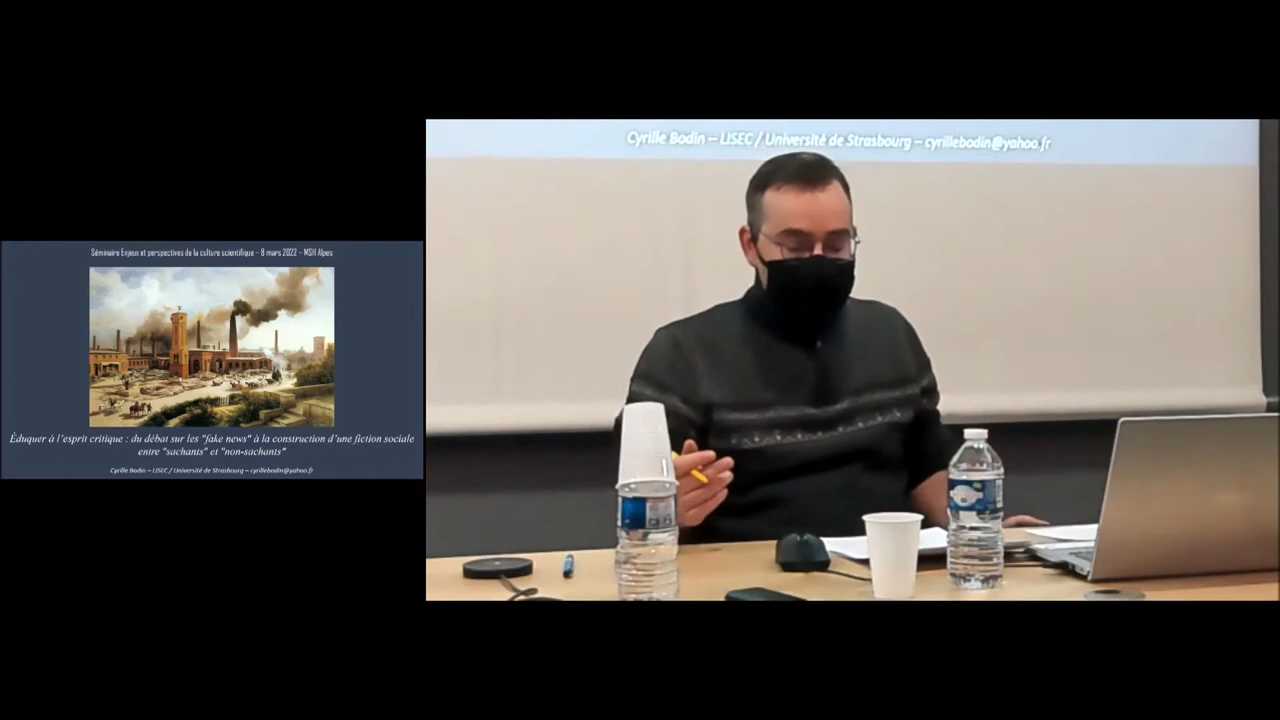 Séminaire Enjeux et perspectives de la culture scientifique - 8 mars 2022 - MSH Alpes
Éduquer à l'esprit critique : du débat sur les "fake news" à la construction d'une fiction sociale
entre "sachants" et "non-sachants"
Cyrille Bodin – LISEC / Université de Strasbourg – cyrillebodin@yahoo.fr
Cyrille Bodin – LISEC / Université de Strasbourg – cyrillebodin@yahoo.fr